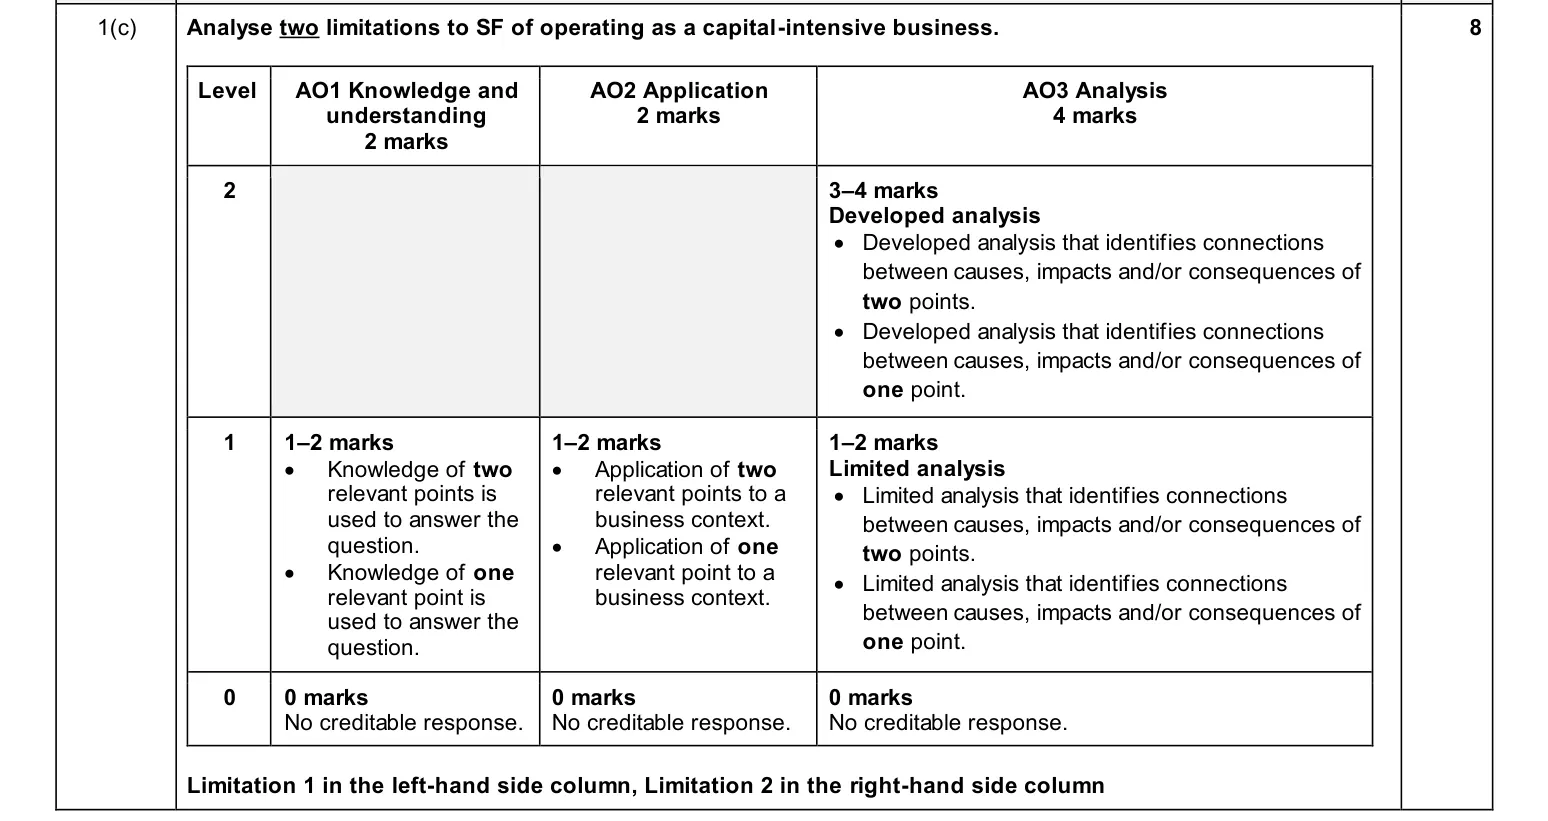 1(c)
Analyse two limitations to SF of operating as a capital-intensive business.
8
Level
AO1 Knowledge and
understanding
2 marks
AO2 Application
2 marks
AO3 Analysis
4 marks
2
3–4 marks
Developed analysis
• Developed analysis that identifies connections
between causes, impacts and/or consequences of
two points.
• Developed analysis that identifies connections
between causes, impacts and/or consequences of
one point.
1
1–2 marks
• Knowledge of two
relevant points is
used to answer the
question.
• Knowledge of one
relevant point is
used to answer the
question.
1–2 marks
• Application of two
relevant points to a
business context.
• Application of one
relevant point to a
business context.
1–2 marks
Limited analysis
• Limited analysis that identifies connections
between causes, impacts and/or consequences of
two points.
• Limited analysis that identifies connections
between causes, impacts and/or consequences of
one point.
0
0 marks
No creditable response.
0 marks
No creditable response.
0 marks
No creditable response.
Limitation 1 in the left-hand side column, Limitation 2 in the right-hand side column